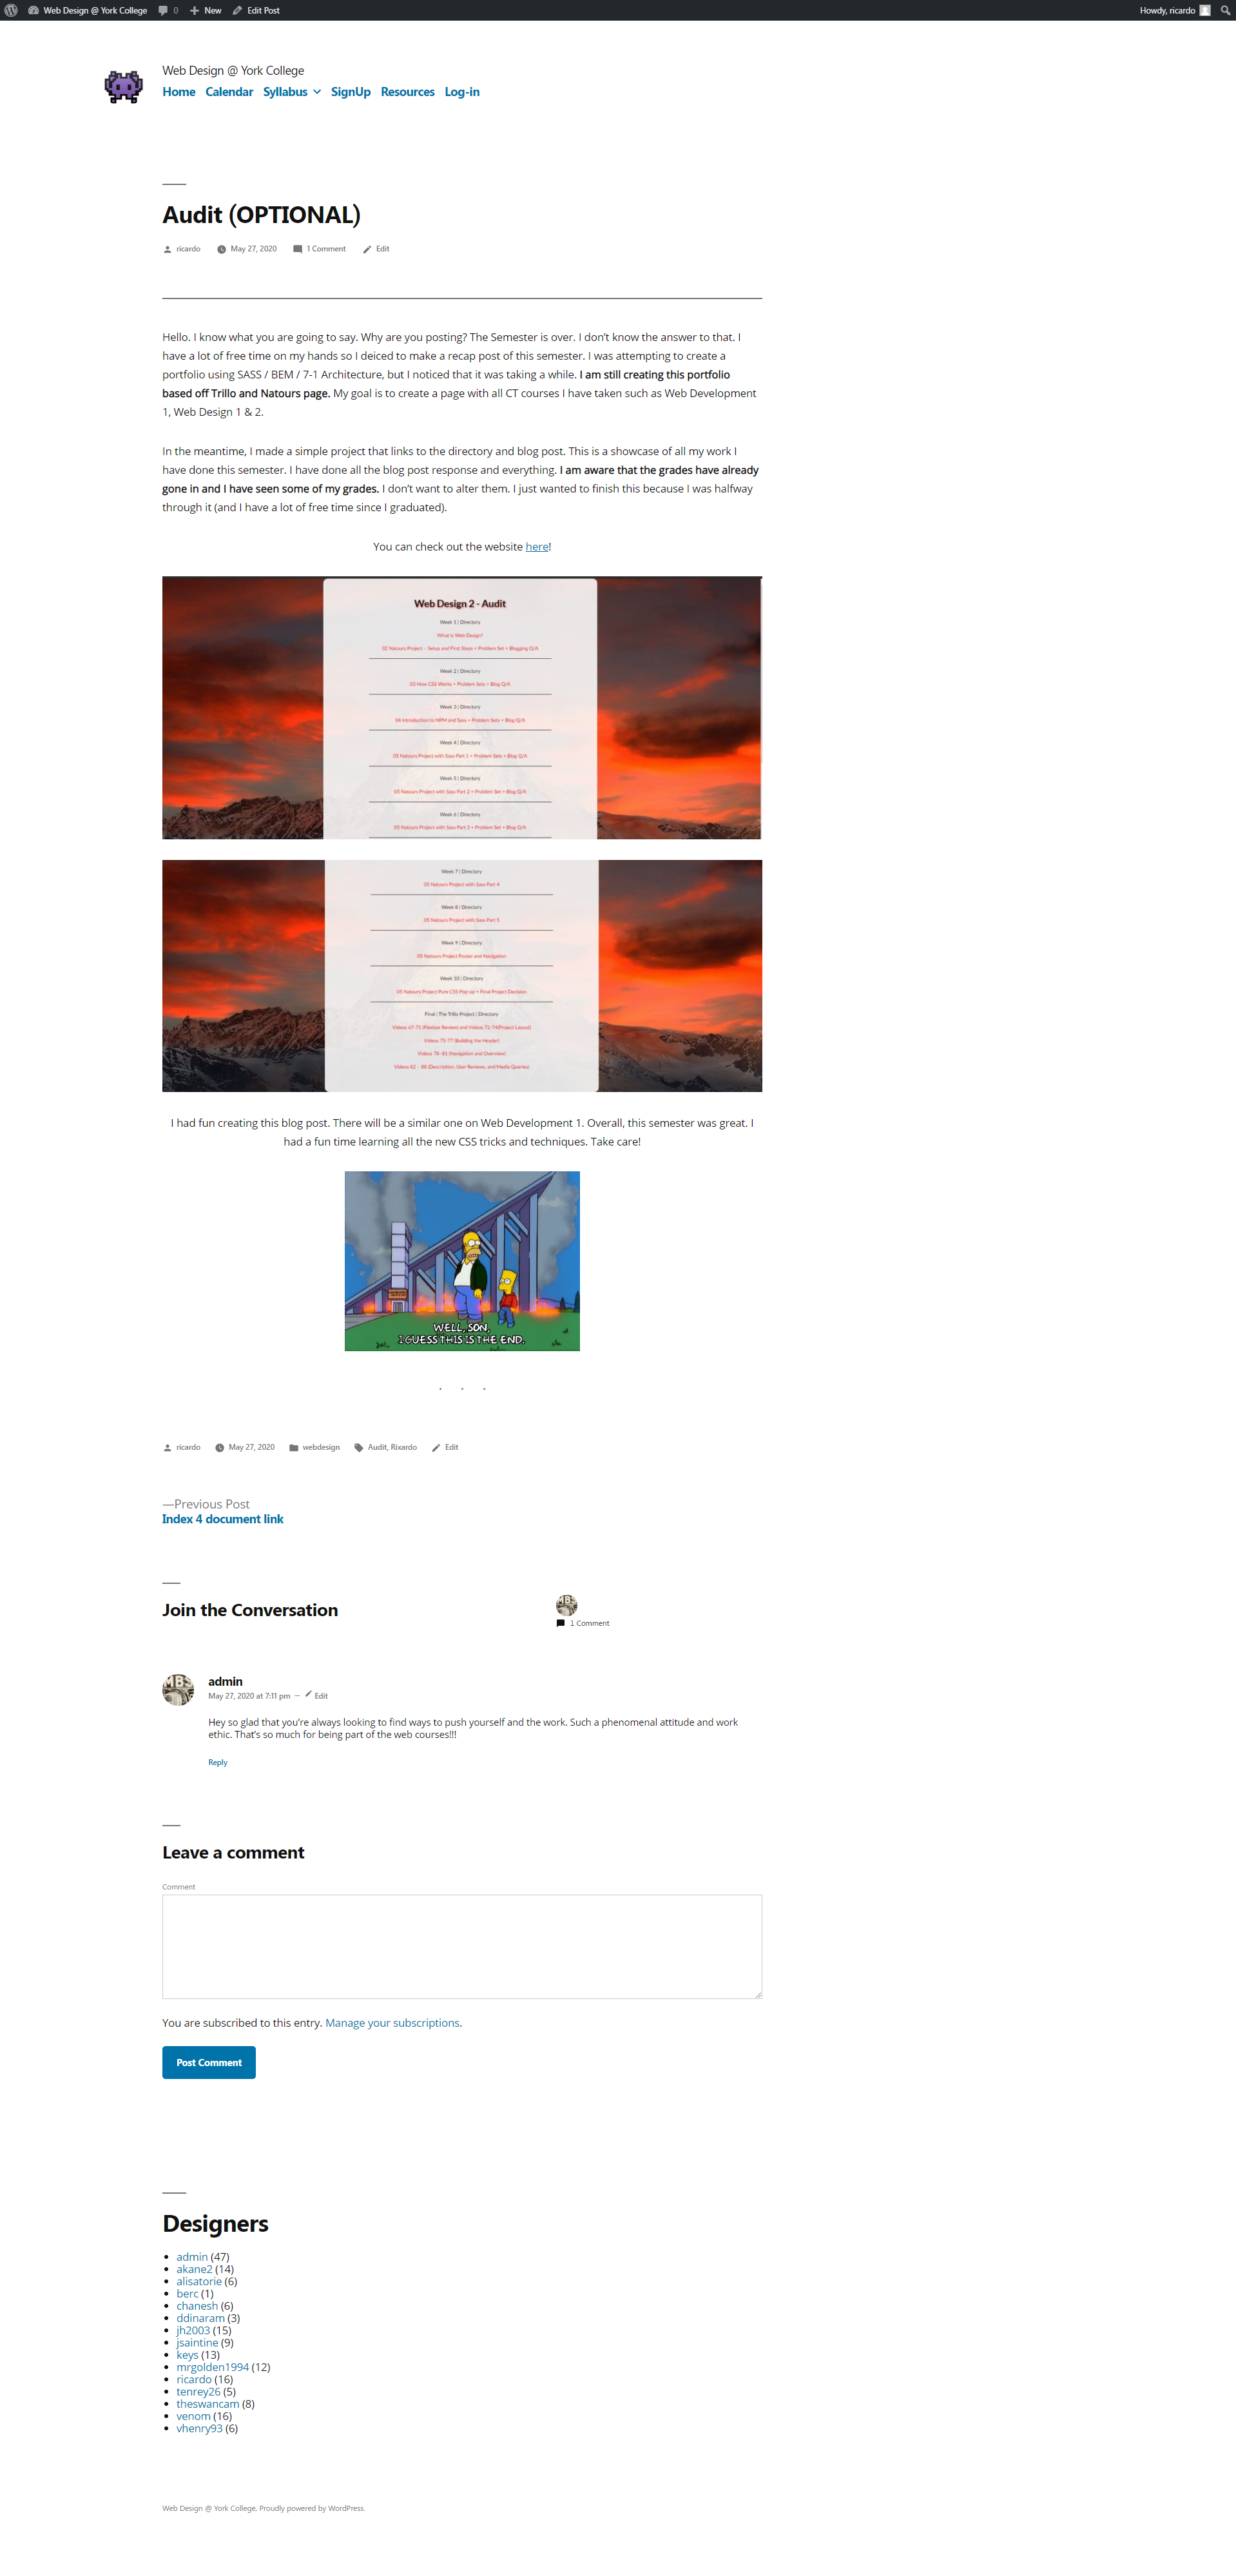 Web Design @ York College 0 New Edit Post Howdy, ricardo
Web Design @ York College
Home Calendar Syllabus SignUp Resources Log-in
Audit (OPTIONAL)
ricardo May 27, 2020 1 Comment Edit
Hello. I know what you are going to say. Why are you posting? The Semester is over. I don't know the answer to that. I
have a lot of free time on my hands so I deiced to make a recap post of this semester. I was attempting to create a
portfolio using SASS / BEM / 7-1 Architecture, but I noticed that it was taking a while. I am still creating this portfolio
based off Trillo and Natours page. My goal is to create a page with all CT courses I have taken such as Web Development
1, Web Design 1 & 2.
In the meantime, I made a simple project that links to the directory and blog post. This is a showcase of all my work I
have done this semester. I have done all the blog post response and everything. I am aware that the grades have already
gone in and I have seen some of my grades. I don't want to alter them. I just wanted to finish this because I was halfway
through it (and I have a lot of free time since I graduated).
You can check out the website here!
Web Design 2 - Audit
Week 1 | Directory
What is Web Design?
02 Natours Project - Setup and First Steps + Problem Set + Blogging Q/A
Week 2 | Directory
03 How CSS Works + Problem Sets + Blog Q/A
Week 3 | Directory
04 Introduction to NPM and Sass + Problem Sets + Blog Q/A
Week 4 | Directory
05 Natours Project with Sass Part 1 + Problem Sets + Blog Q/A
Week 5 | Directory
05 Natours Project with Sass Part 2 + Problem Set + Blog Q/A
Week 6 | Directory
05 Natours Project with Sass Part 3 + Problem Set + Blog Q/A
Week 7 | Directory
05 Natours Project with Sass Part 4
Week 8 | Directory
05 Natours Project with Sass Part 5
Week 9 | Directory
05 Natours Project Footer and Navigation
Week 10 | Directory
05 Natours Project Pure CSS Pop up + Final Project Decision
Final | The Trillo Project | Directory
Videos 67-71 (Flexbox Review) and Videos 72-74(Project Layout)
Videos 75-77 (Building the Header)
Videos 78 -81 (Navigation and Overview)
Videos 82 - 86 (Description, User Reviews, and Media Queries)
I had fun creating this blog post. There will be a similar one on Web Development 1. Overall, this semester was great. I
had a fun time learning all the new CSS tricks and techniques. Take care!
WELL, SON,
I GUESS THIS IS THE END.
ricardo May 27, 2020 webdesign Audit, Rixardo Edit
—Previous Post
Index 4 document link
Join the Conversation
1 Comment
admin
May 27, 2020 at 7:11 pm — Edit
Hey so glad that you're always looking to find ways to push yourself and the work. Such a phenomenal attitude and work
ethic. That's so much for being part of the web courses!!!
Reply
Leave a comment
Comment
You are subscribed to this entry. Manage your subscriptions.
Post Comment
Designers
admin (47)
akane2 (14)
alisatorie (6)
berc (1)
chanesh (6)
ddinaram (3)
jh2003 (15)
jsaintine (9)
keys (13)
mrgolden1994 (12)
ricardo (16)
tenrey26 (5)
theswancam (8)
venom (16)
vhenry93 (6)
Web Design @ York College, Proudly powered by WordPress.